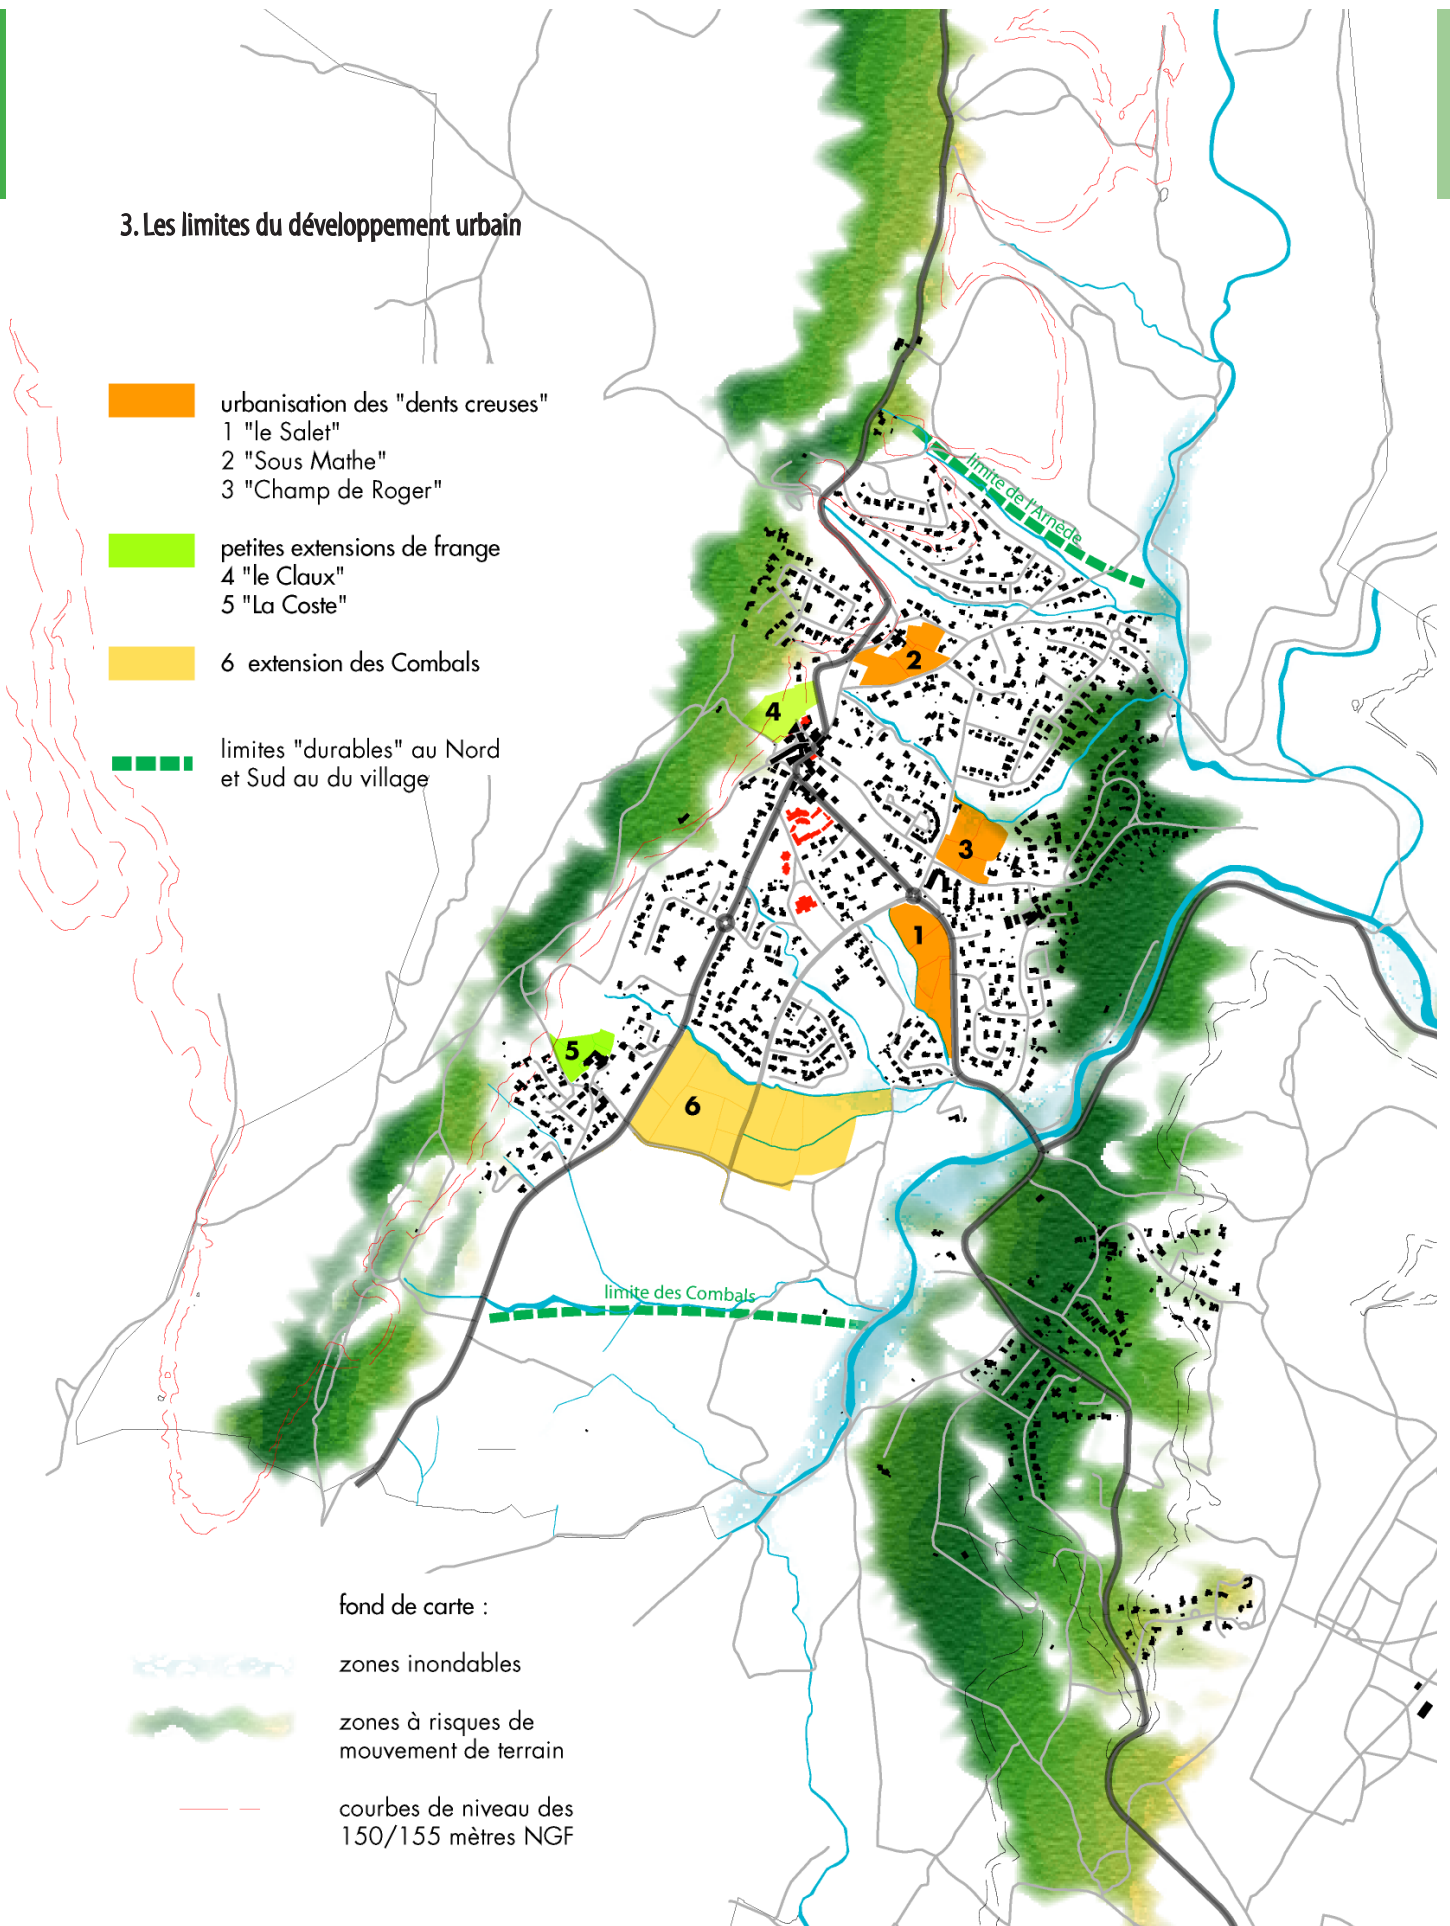 3. Les limites du développement urbain
urbanisation des "dents creuses"
1 "le Salet"
2 "Sous Mathe"
3 "Champ de Roger"
petites extensions de frange
4 "le Claux"
5 "La Coste"
6 extension des Combals
limites "durables" au Nord
et Sud au du village
limite de l'Arnède
2
4
3
1
5
6
limite des Combals
fond de carte :
zones inondables
zones à risques de
mouvement de terrain
courbes de niveau des
150/155 mètres NGF